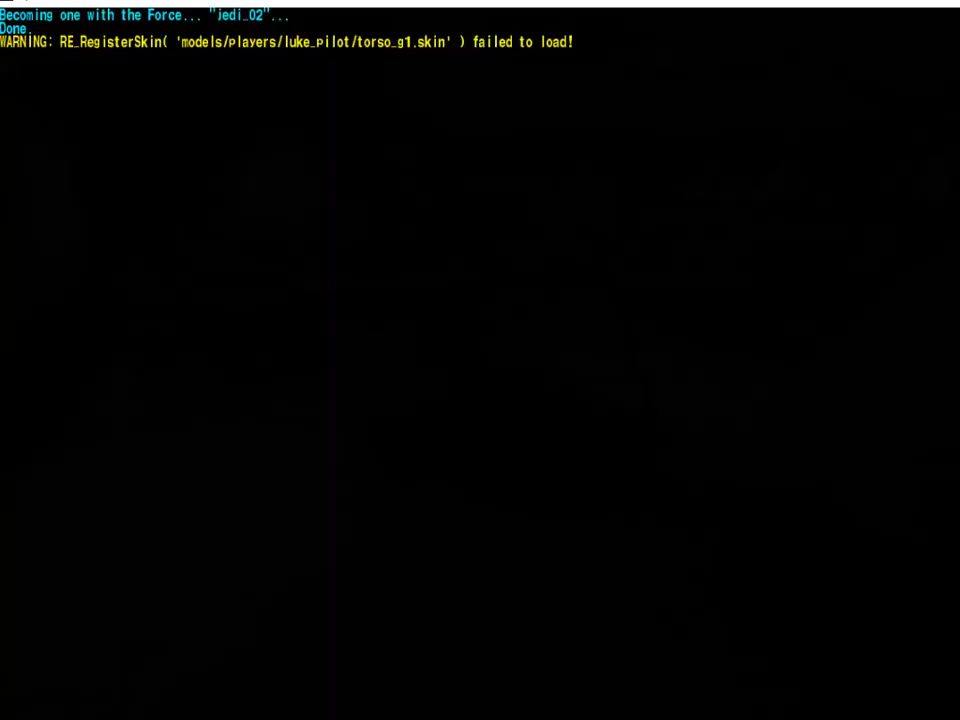 Becoming one with the Force... "jedi_02"...
Done.
WARNING: RE_RegisterSkin( 'models/players/luke_pilot/torso_g1.skin' ) failed to load!